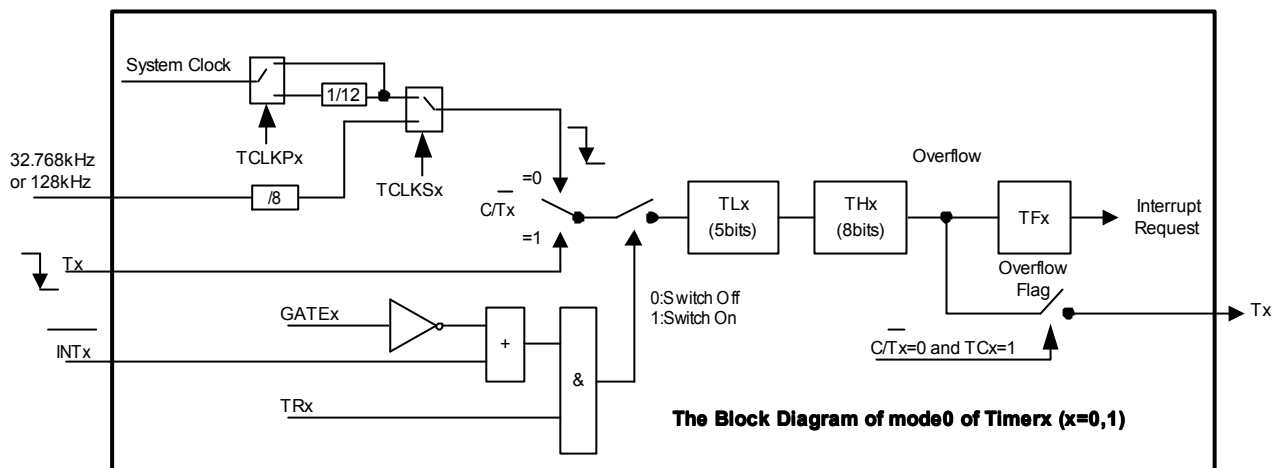 System Clock
1/12
TCLKPx
32.768kHz
or 128kHz
/8
TCLKSx
Overflow
=0
C/Tx
=1
TLx
(5bits)
THx
(8bits)
TFx
Interrupt
Request
Tx
Overflow
Flag
0:Switch Off
1:Switch On
Tx
GATEx
INTx
+
&
TRx
C/Tx=0 and TCx=1
The Block Diagram of mode0 of Timerx (x=0,1)